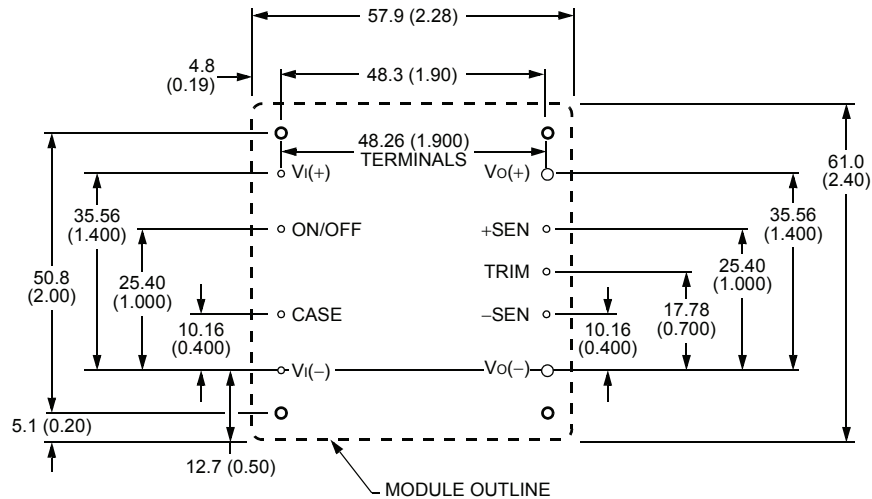 57.9 (2.28)
4.8
(0.19)
48.3 (1.90)
48.26 (1.900)
TERMINALS
VI(+)
VO(+)
61.0
(2.40)
35.56
(1.400)
35.56
(1.400)
ON/OFF
+SEN
50.8
(2.00)
25.40
(1.000)
25.40
(1.000)
TRIM
17.78
(0.700)
CASE
–SEN
10.16
(0.400)
10.16
(0.400)
VI(–)
VO(–)
5.1 (0.20)
12.7 (0.50)
MODULE OUTLINE